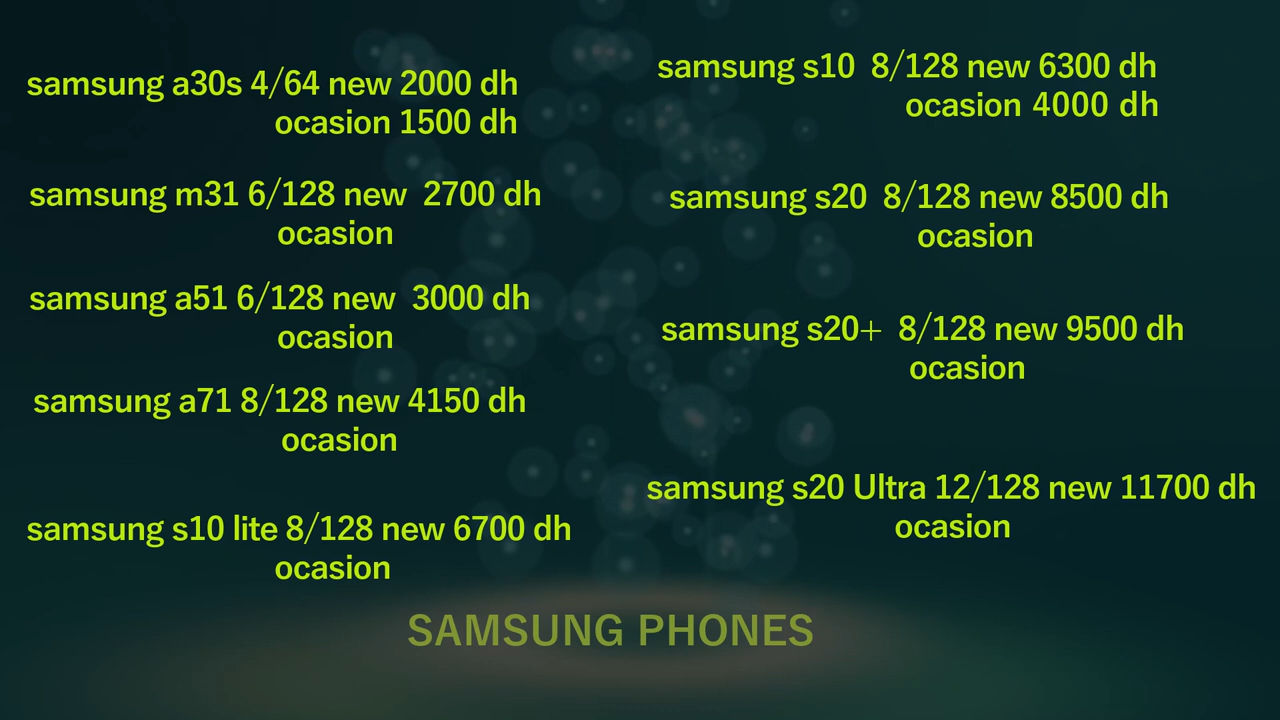 samsung a30s 4/64 new 2000 dh
ocasion 1500 dh
samsung m31 6/128 new 2700 dh
ocasion
samsung a51 6/128 new 3000 dh
ocasion
samsung a71 8/128 new 4150 dh
ocasion
samsung s10 lite 8/128 new 6700 dh
ocasion
samsung s10 8/128 new 6300 dh
ocasion 4000 dh
samsung s20 8/128 new 8500 dh
ocasion
samsung s20+ 8/128 new 9500 dh
ocasion
samsung s20 Ultra 12/128 new 11700 dh
ocasion
SAMSUNG PHONES